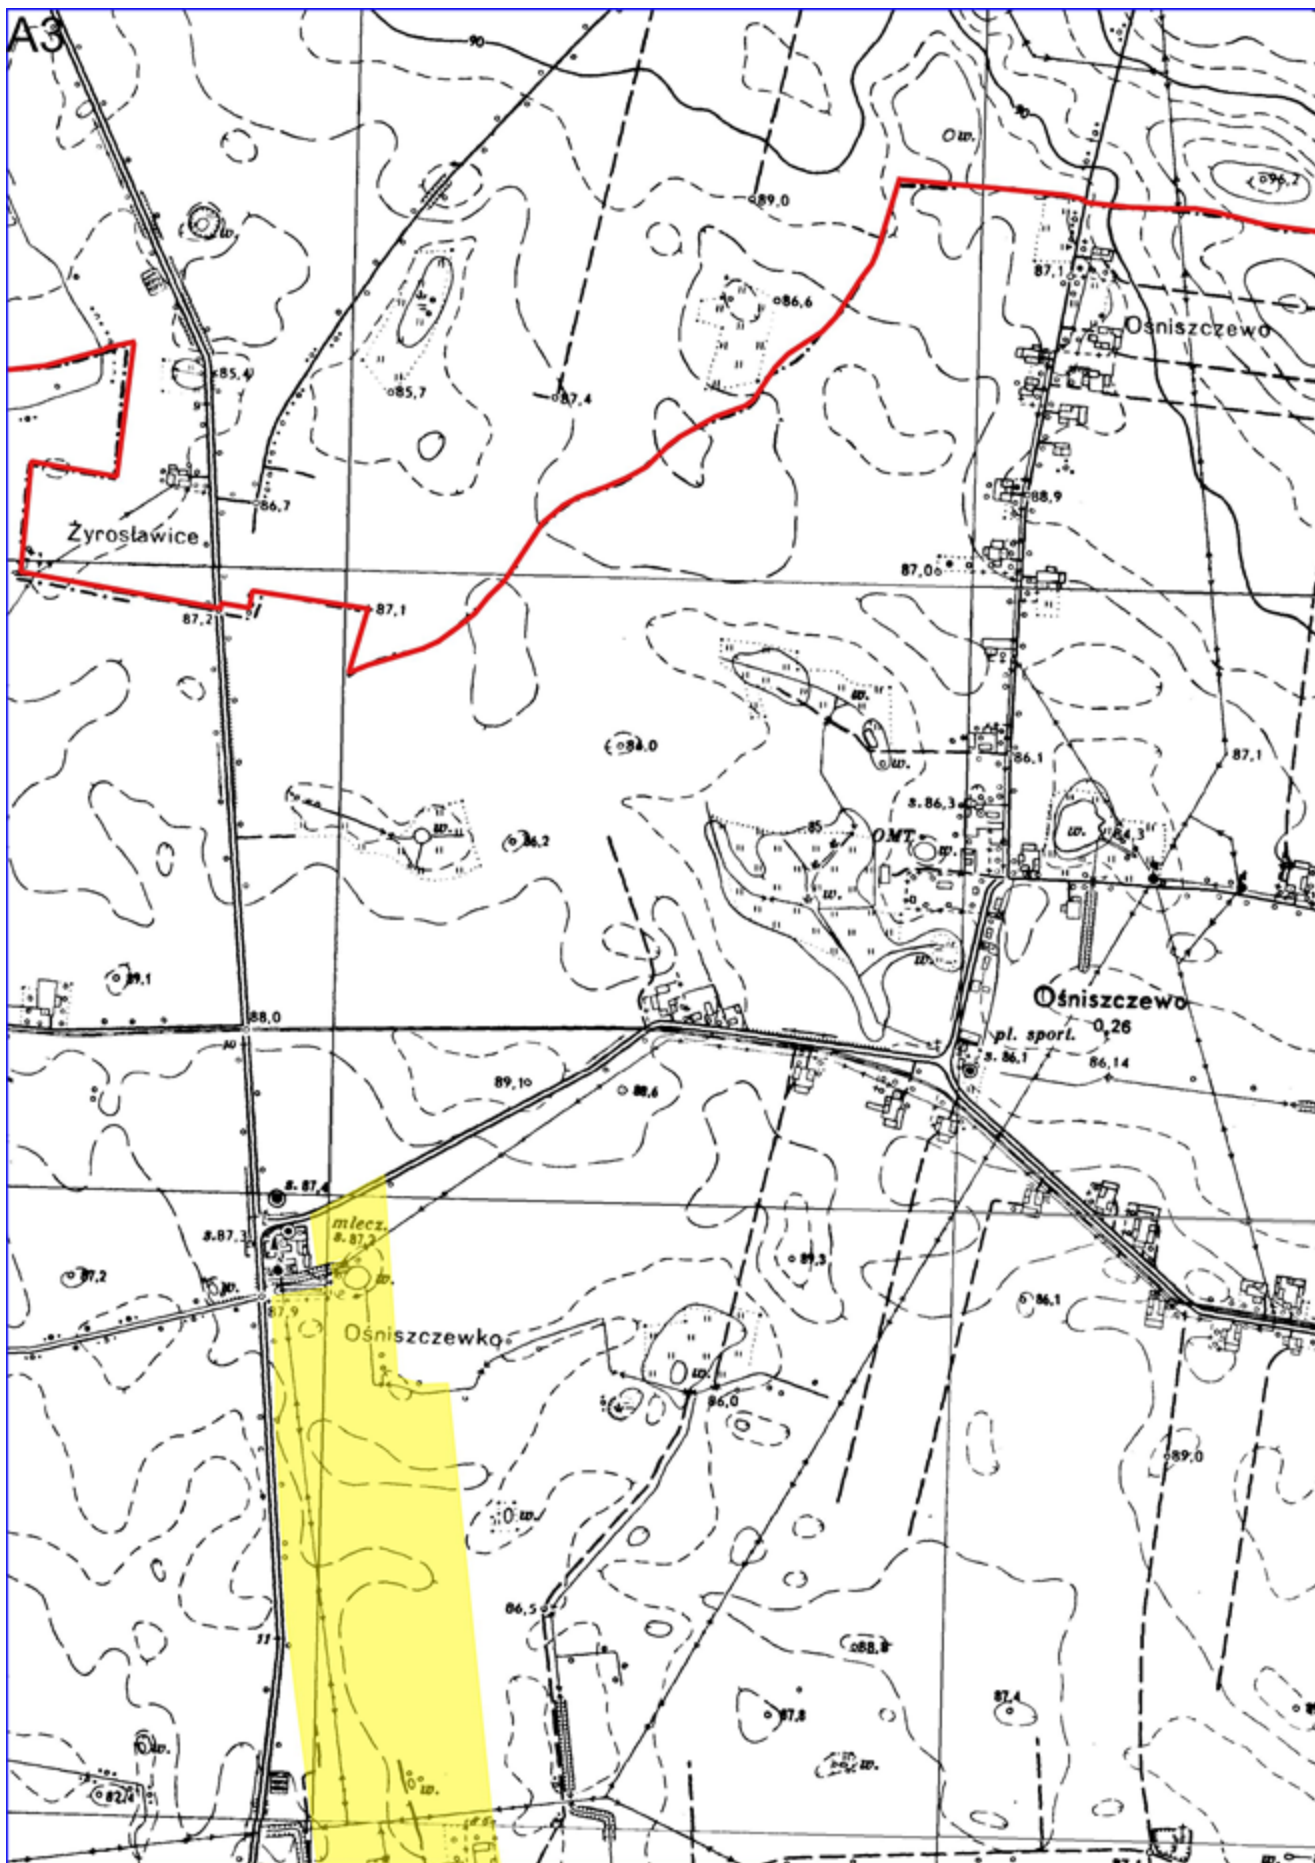 A3
90
90
w.
96,2
89,0
w.
87,1
86,6
Ośniszczewo
85,4
85,7
87,4
9
86,7
88,9
Żyrosławice
87,0
87,2
87,1
w.
84,0
86,1
87,1
w.
s. 86,3
85
OMT.
w.
86,2
w.
w.
84,3
w.
w.
89,1
Ośniszczewo
0,26
88,0
pl. sport.
10
s. 86,1
86,14
89,1
88,6
s. 87,4
mlecz.
s. 87,3
s. 87,2
89,3
87,2
w.
w.
87,9
86,1
Ośniszczewko
w.
86,0
89,0
w.
86,5
11
88,8
87,4
87,8
w.
w.
w.
82,4
w.